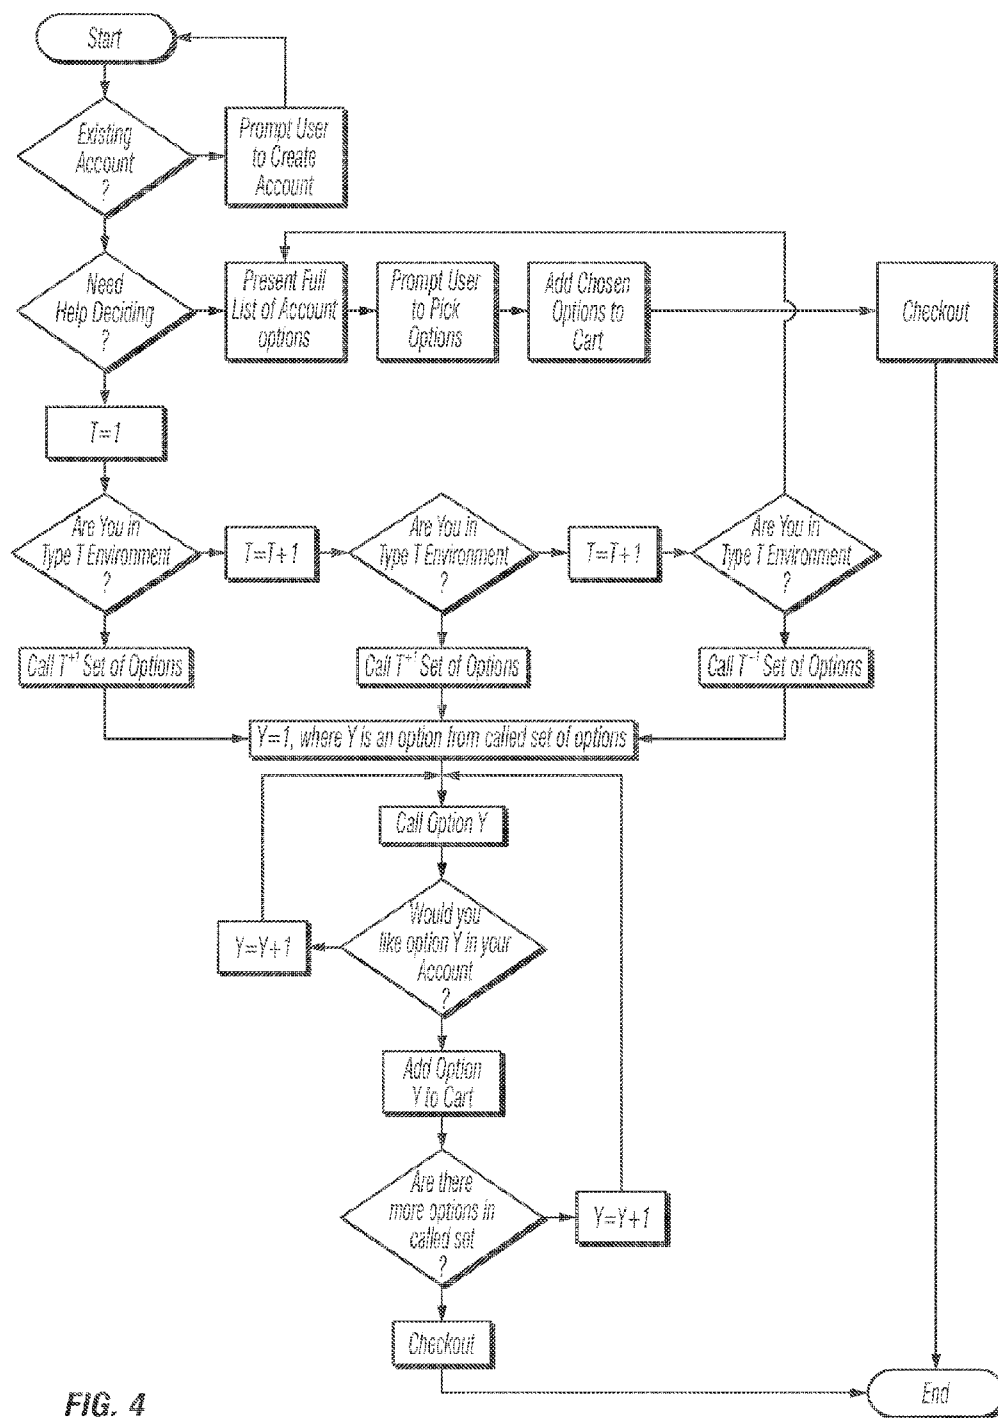 Start
Existing
Account
?
Prompt User
to Create
Account
Need
Help Deciding
?
Present Full
List of Account
options
Prompt User
to Pick
Options
Add Chosen
Options to
Cart
Checkout
T=1
Are You in
Type T Environment
?
T=T+1
Are You in
Type T Environment
?
T=T+1
Are You in
Type T Environment
?
Call T+1 Set of Options
Call T+1 Set of Options
Call T-1 Set of Options
Y=1, where Y is an option from called set of options
Call Option Y
Would you
like option Y in your
Account
?
Y=Y+1
Add Option
Y to Cart
Are there
more options in
called set
?
Y=Y+1
Checkout
End
FIG. 4